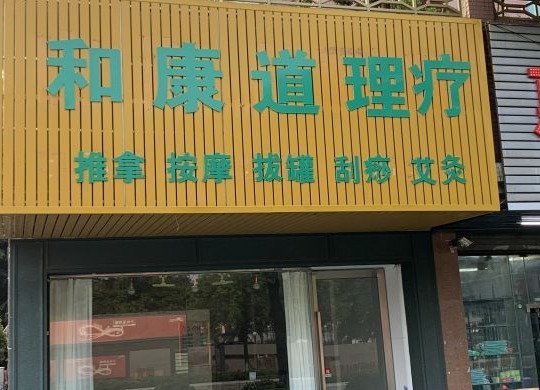 和康道理疗
推拿 按摩 拔罐 刮痧 艾灸